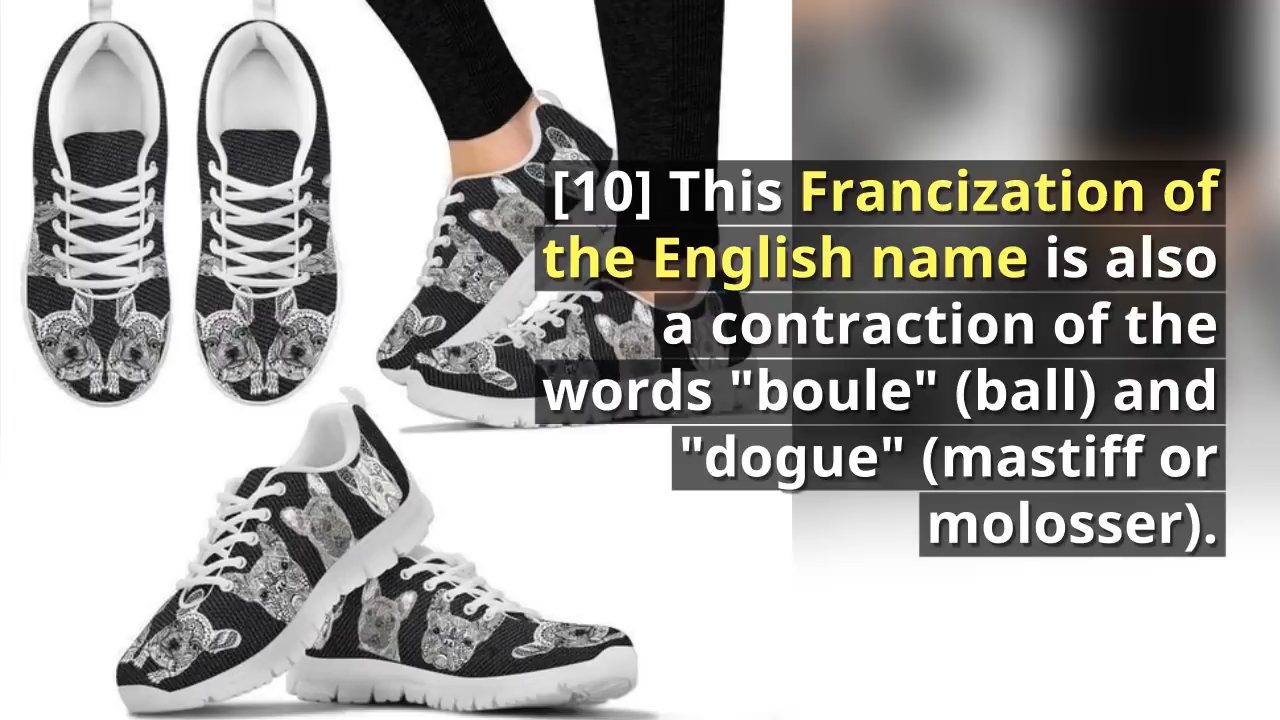 [10] This Francization of
the English name is also
a contraction of the
words "boule" (ball) and
"dogue" (mastiff or
molosser).